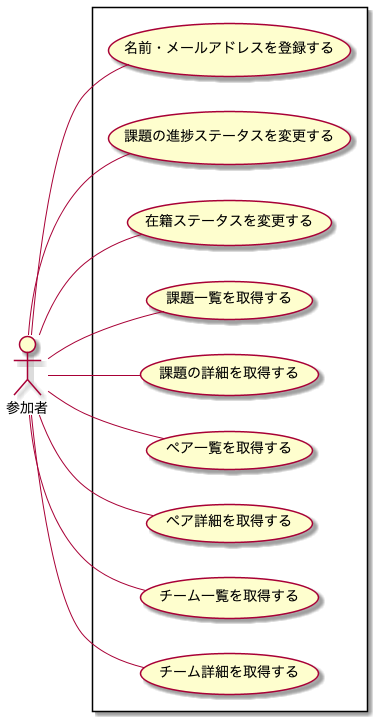 名前・メールアドレスを登録する
課題の進捗ステータスを変更する
在籍ステータスを変更する
課題一覧を取得する
課題の詳細を取得する
参加者
ペア一覧を取得する
ペア詳細を取得する
チーム一覧を取得する
チーム詳細を取得する